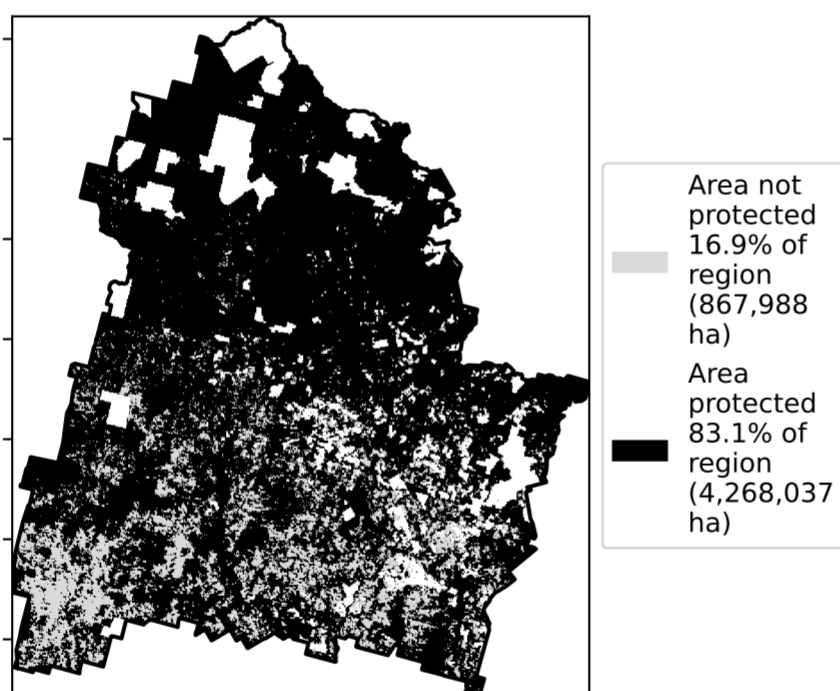 Area not
protected
16.9% of
region
(867,988
ha)
Area
protected
83.1% of
region
(4,268,037
ha)